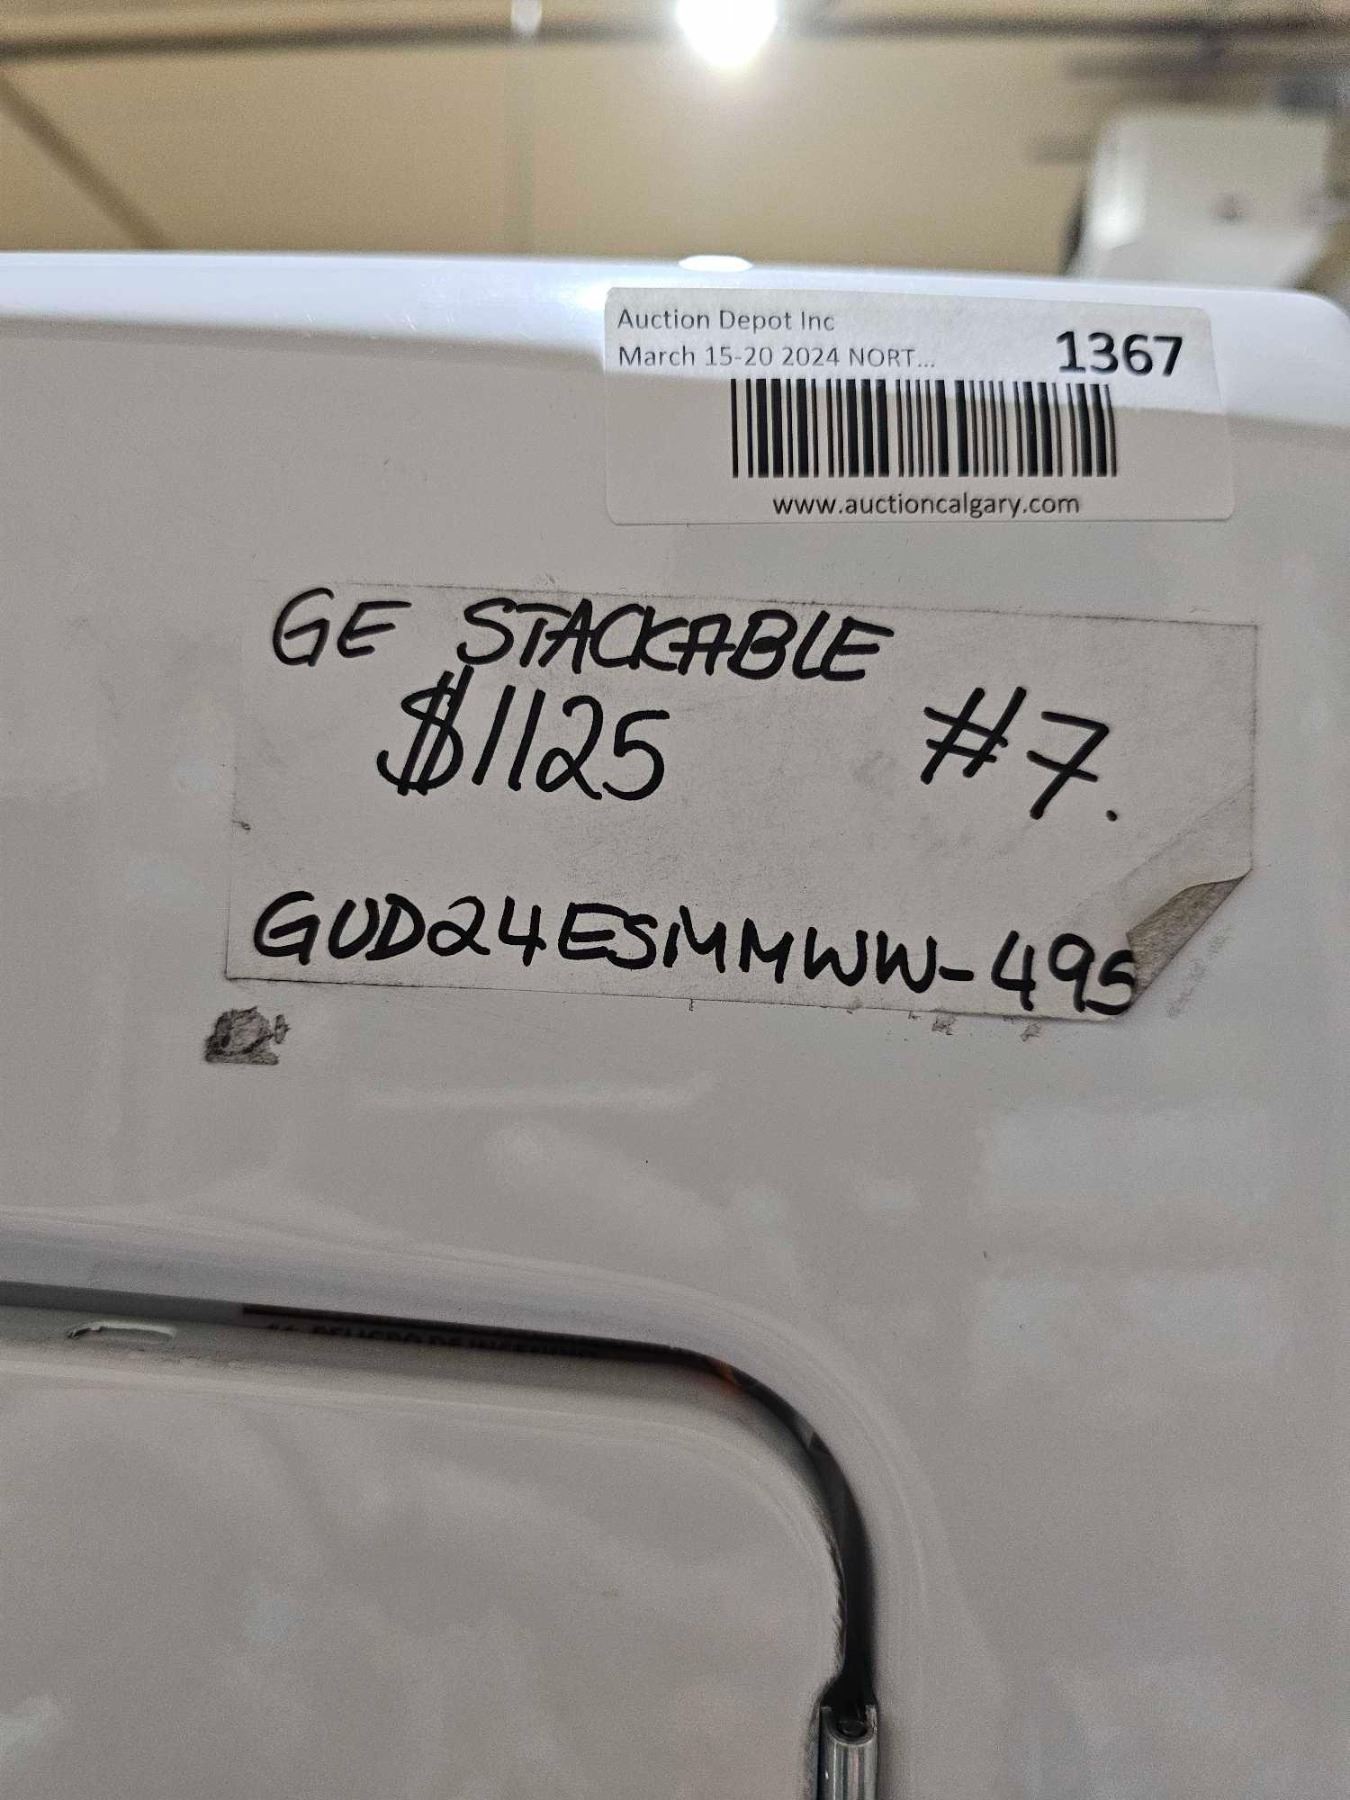 Auction Depot Inc
March 15-20 2024 NORT... 1367
www.auctioncalgary.com
GE STACKABLE
$1125 #7.
GUD24ESMMWW-495